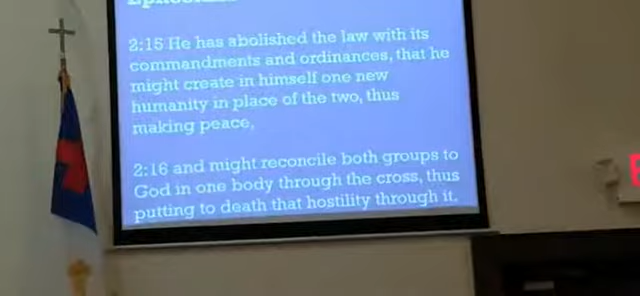 Ephesians
2:15 He has abolished the law with its
commandments and ordinances, that he
might create in himself one new
humanity in place of the two, thus
making peace,
2:16 and might reconcile both groups to
God in one body through the cross, thus
putting to death that hostility through it.
E